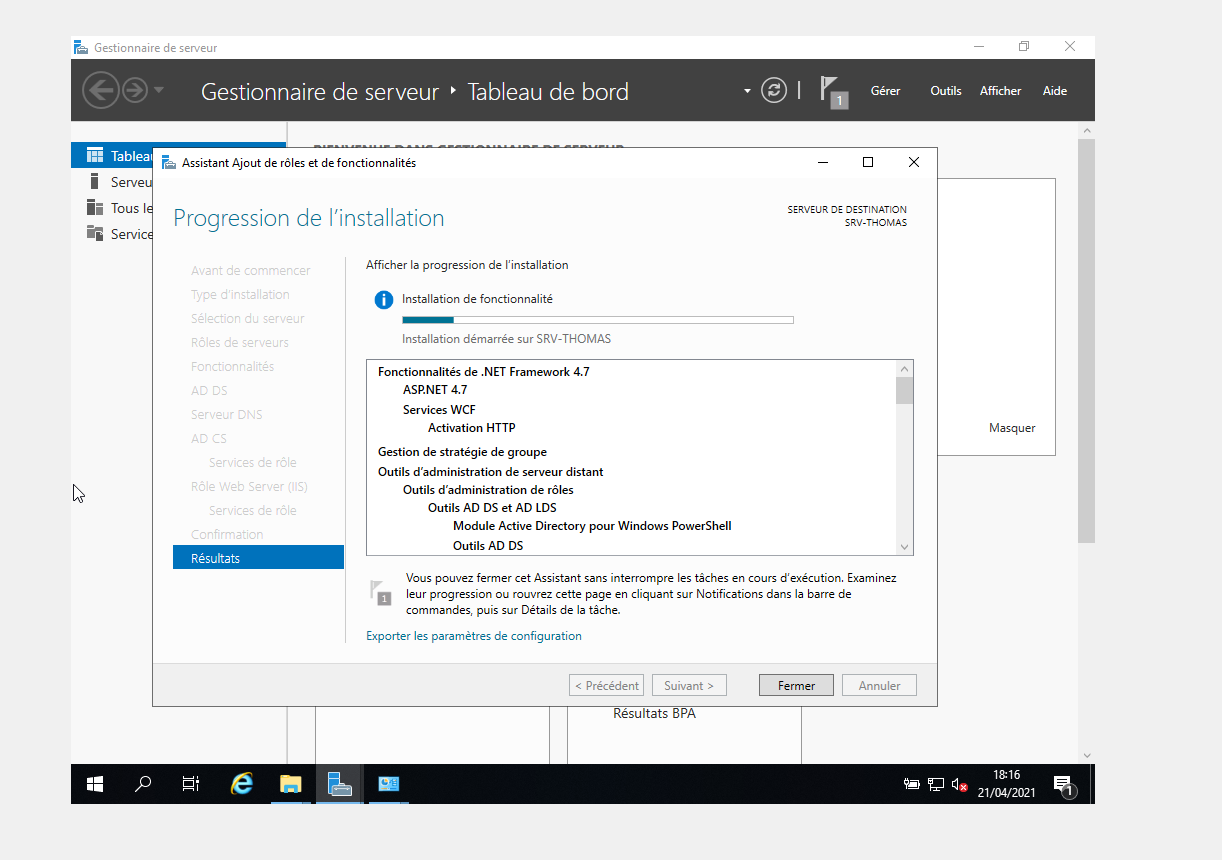 Gestionnaire de serveur
Gestionnaire de serveur ‣ Tableau de bord
1
Gérer
Outils
Afficher
Aide
Tableau
Serveu
Tous le
Service
BIENVENUE DANS GESTIONNAIRE DE SERVEUR
Assistant Ajout de rôles et de fonctionnalités
Progression de l'installation
SERVEUR DE DESTINATION
SRV-THOMAS
Avant de commencer
Type d'installation
Sélection du serveur
Rôles de serveurs
Fonctionnalités
AD DS
Serveur DNS
AD CS
Services de rôle
Rôle Web Server (IIS)
Services de rôle
Confirmation
Résultats
Afficher la progression de l'installation
Installation de fonctionnalité
Installation démarrée sur SRV-THOMAS
Fonctionnalités de .NET Framework 4.7
ASP.NET 4.7
Services WCF
Activation HTTP
Gestion de stratégie de groupe
Outils d'administration de serveur distant
Outils d'administration de rôles
Outils AD DS et AD LDS
Module Active Directory pour Windows PowerShell
Outils AD DS
1
Vous pouvez fermer cet Assistant sans interrompre les tâches en cours d'exécution. Examinez
leur progression ou rouvrez cette page en cliquant sur Notifications dans la barre de
commandes, puis sur Détails de la tâche.
Exporter les paramètres de configuration
< Précédent
Suivant >
Fermer
Annuler
Masquer
Résultats BPA
18:16
21/04/2021
1